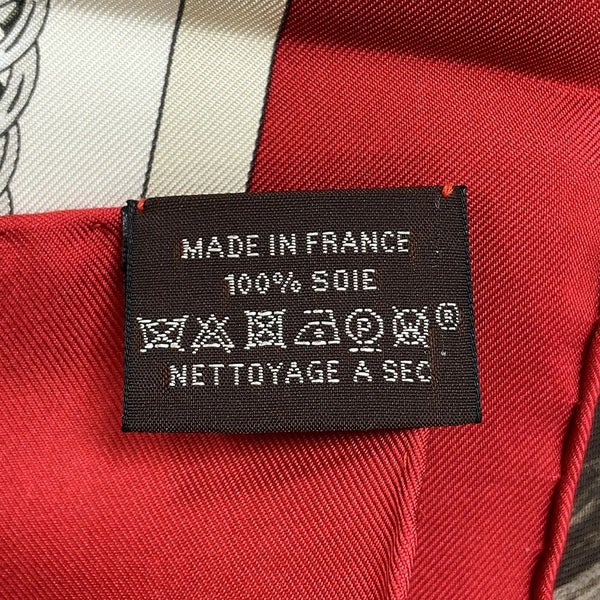 MADE IN FRANCE
100% SOIE
P W ®
NETTOYAGE A SEC